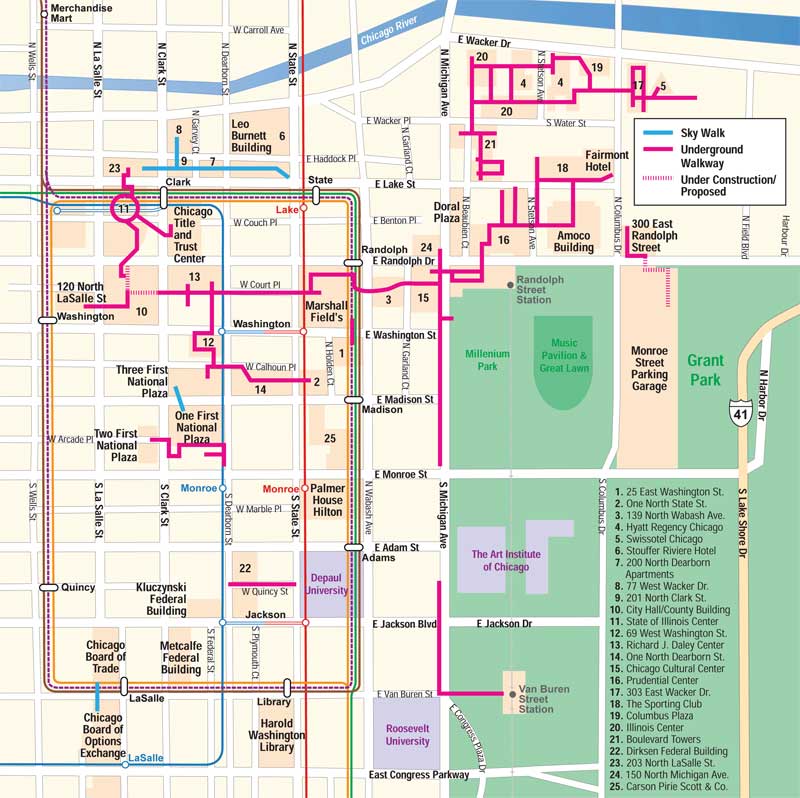 Merchandise
Mart
W Carroll Ave
Chicago River
E Wacker Dr
N Wells St
N La Salle St
N Clark St
N Dearborn St
N State St
N Michigan Ave
N Stetson Ave
20
19
4
4
17
5
20
N Garvey Ct
8
Leo
Burnett
Building
6
E Wacker Pl
N Garland Ct
S Water St
Sky Walk
Underground
Walkway
Under Construction/
Proposed
23
9
7
E Haddock Pl
21
18
Fairmont
Hotel
Clark
State
E Lake St
11
Chicago
Title
and
Trust
Center
Lake
W Couch Pl
E Benton Pl
Doral
Plaza
N Beaubien Ct
N Stetson Ave
16
Amoco
Building
N Columbus Dr
300 East
Randolph
Street
N Field Blvd
Harbour Dr
Randolph
24
E Randolph Dr
120 North
LaSalle St
Washington
13
W Court Pl
10
Marshall
Field's
3
15
Randolph
Street
Station
Washington
E Washington St
12
N Holden Ct
1
N Garland Ct
Millenium
Park
Music
Pavilion &
Great Lawn
Monroe
Street
Parking
Garage
Grant
Park
N Harbor Dr
Three First
National
Plaza
W Calhoun Pl
14
2
E Madison St
Madison
41
One First
National
Plaza
W Arcade Pl
Two First
National
Plaza
25
E Monroe St
S Wells St
S La Salle St
S Clark St
Monroe
S Dearborn St
Monroe
S State St
Palmer
House
Hilton
W Marble Pl
N Wabash Ave
S Michigan Ave
S Columbus Dr
S Lake Shore Dr
E Adam St
Adams
The Art Institute
of Chicago
22
Depaul
University
Quincy
Kluczynski
Federal
Building
W Quincy St
Jackson
E Jackson Blvd
E Jackson Dr
Chicago
Board of
Trade
Metcalfe
Federal
Building
S Federal St
S Plymouth Ct
LaSalle
Library
E Van Buren St
Van Buren
Street
Station
Chicago
Board of
Options
Exchange
Harold
Washington
Library
Roosevelt
University
E Congress Plaza Dr
LaSalle
East Congress Parkway
1. 25 East Washington St.
2. One North State St.
3. 139 North Wabash Ave.
4. Hyatt Regency Chicago
5. Swissotel Chicago
6. Stouffer Riviere Hotel
7. 200 North Dearborn
Apartments
8. 77 West Wacker Dr.
9. 201 North Clark St.
10. City Hall/County Building
11. State of Illinois Center
12. 69 West Washington St.
13. Richard J. Daley Center
14. One North Dearborn St.
15. Chicago Cultural Center
16. Prudential Center
17. 303 East Wacker Dr.
18. The Sporting Club
19. Columbus Plaza
20. Illinois Center
21. Boulevard Towers
22. Dirksen Federal Building
23. 203 North LaSalle St.
24. 150 North Michigan Ave.
25. Carson Pirie Scott & Co.